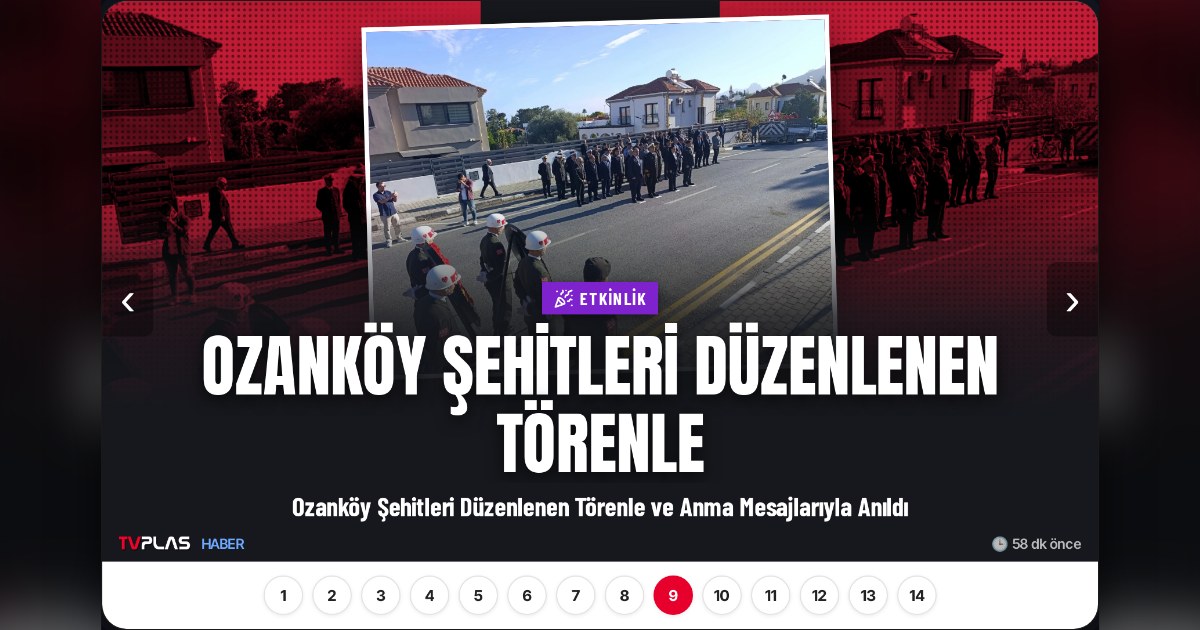 ETKİNLİK
OZANKÖY ŞEHİTLERİ DÜZENLENEN
TÖRENLE
Ozanköy Şehitleri Düzenlenen Törenle ve Anma Mesajlarıyla Anıldı
TVPLAS HABER
58 dk önce
‹
›
1 2 3 4 5 6 7 8 9 10 11 12 13 14